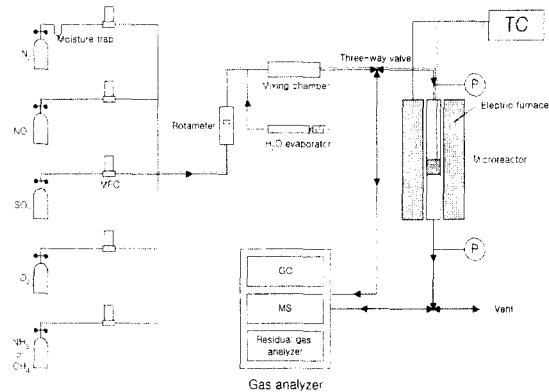 TC
Three-way valve
Moisture trap
N₂
Mixing chamber
P
Electric furnace
NO
Rotameter
H₂O evaporator
Microreactor
MFC
SO₂
P
GC
O₂
MS
Vent
Residual gas
analyzer
NH₃
CH₄
Gas analyzer